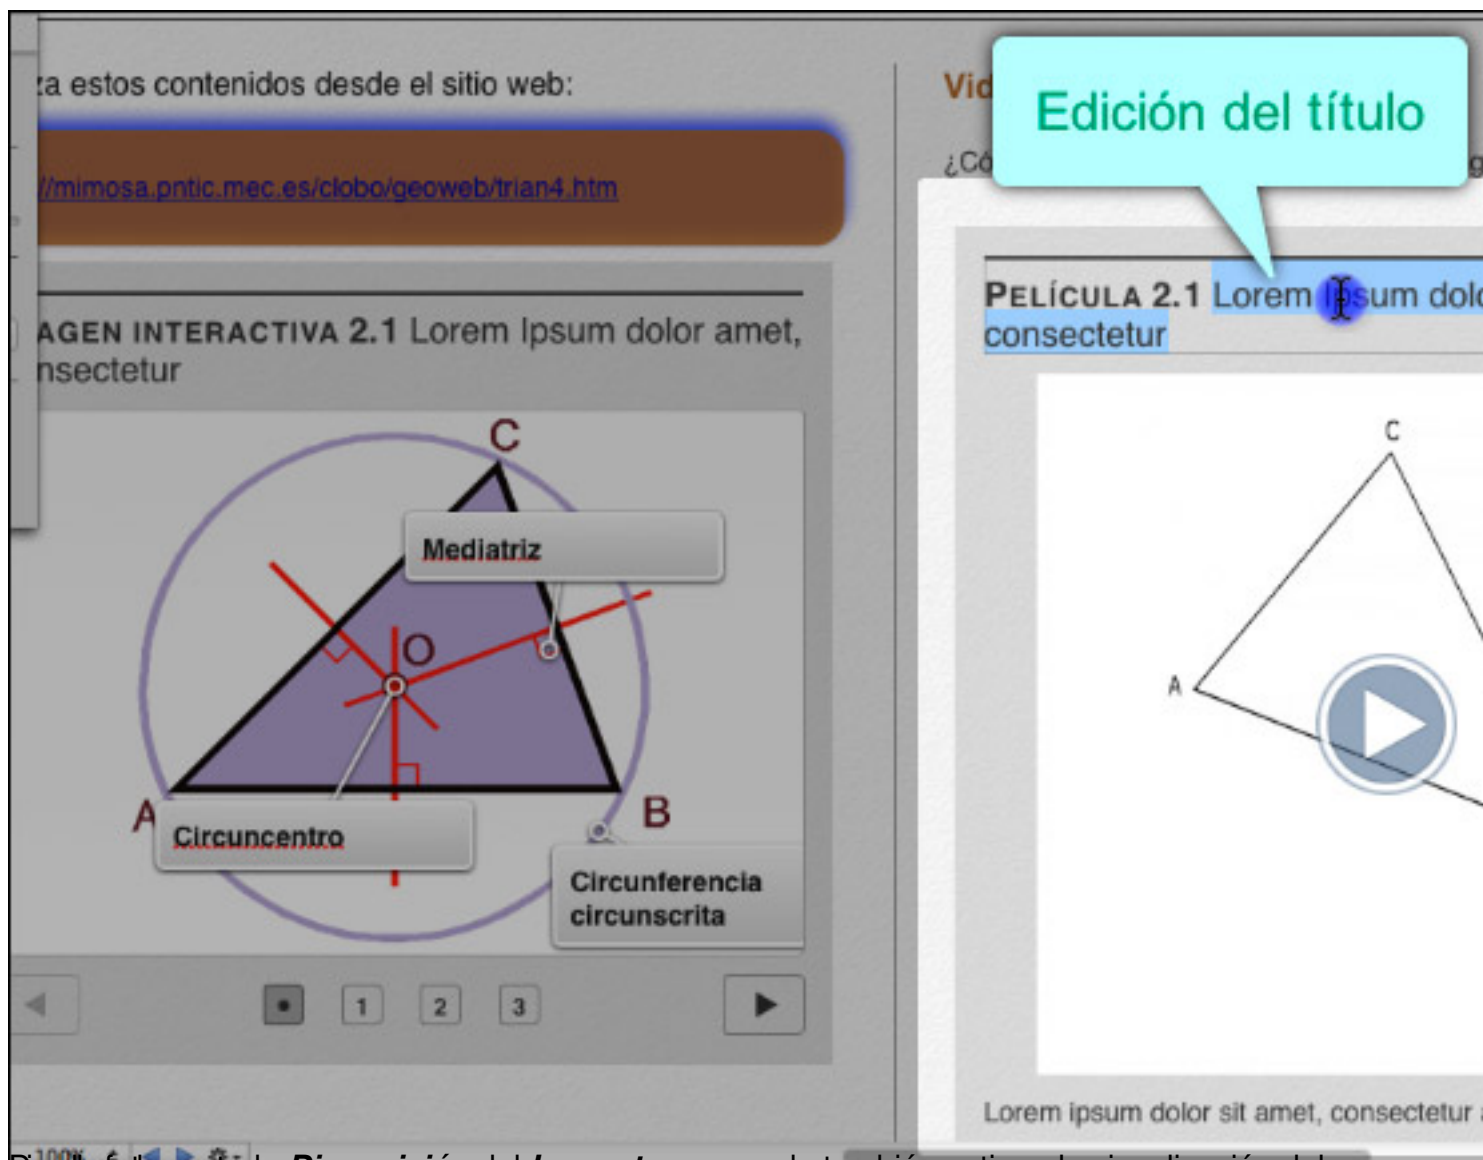 za estos contenidos desde el sitio web:
//mimosa.pntic.mec.es/clobo/geoweb/trian4.htm
AGEN INTERACTIVA 2.1 Lorem Ipsum dolor amet,
nsectetur
C
Mediatriz
O
A
B
Circuncentro
Circunferencia
circunscrita
1 2 3
Vid
Edición del título
¿Có
PELÍCULA 2.1 Lorem Ipsum dolo
consectetur
C
A
Lorem ipsum dolor sit amet, consectetur a
100%